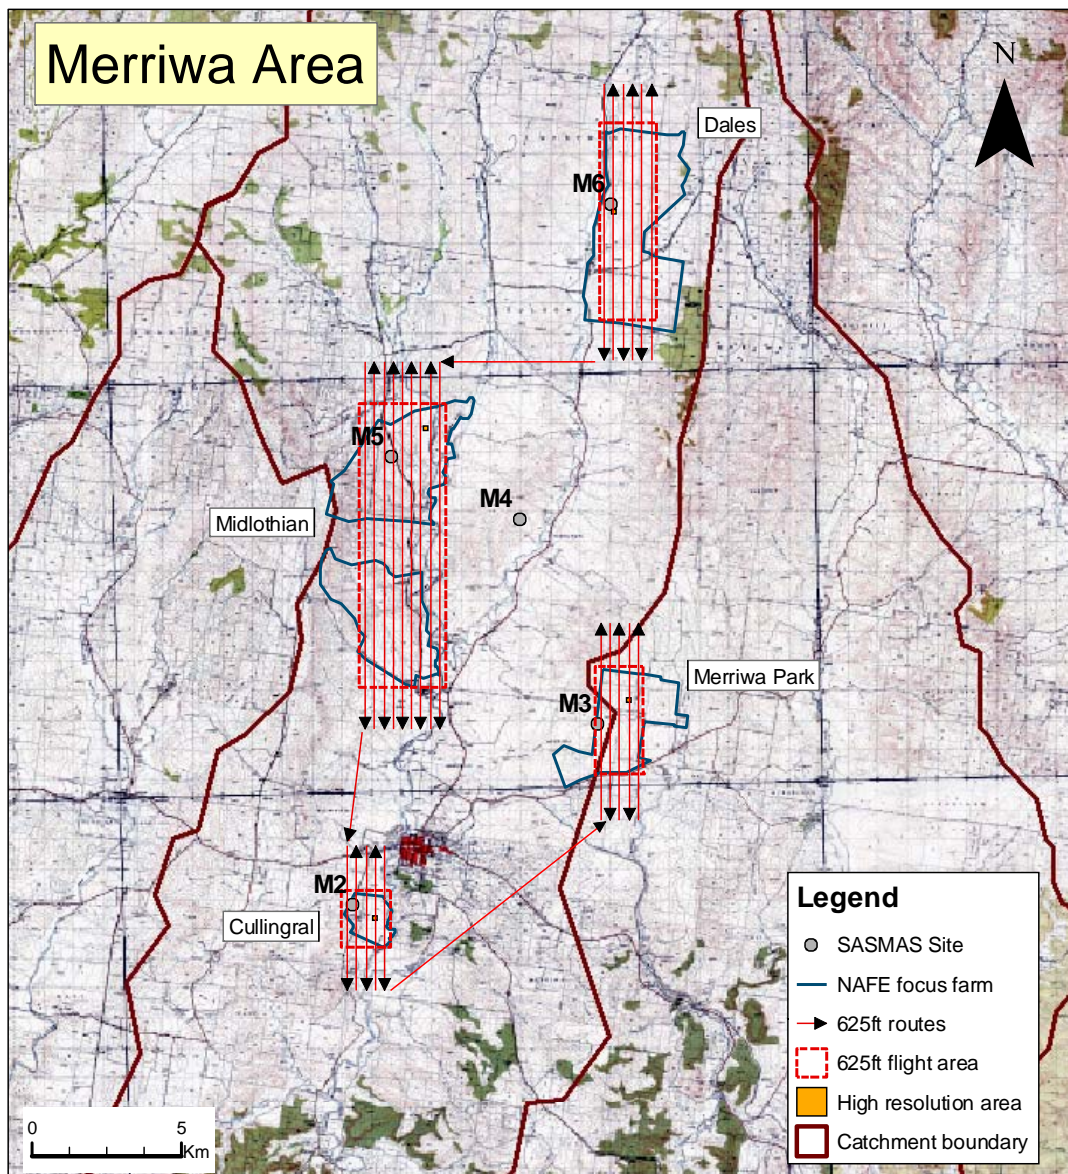 Merriwa Area
N
Dales
M6
M5
M4
Midlothian
Merriwa Park
M3
M2
Cullingral
Legend
SASMAS Site
NAFE focus farm
625ft routes
625ft flight area
High resolution area
Catchment boundary
0 5
Km